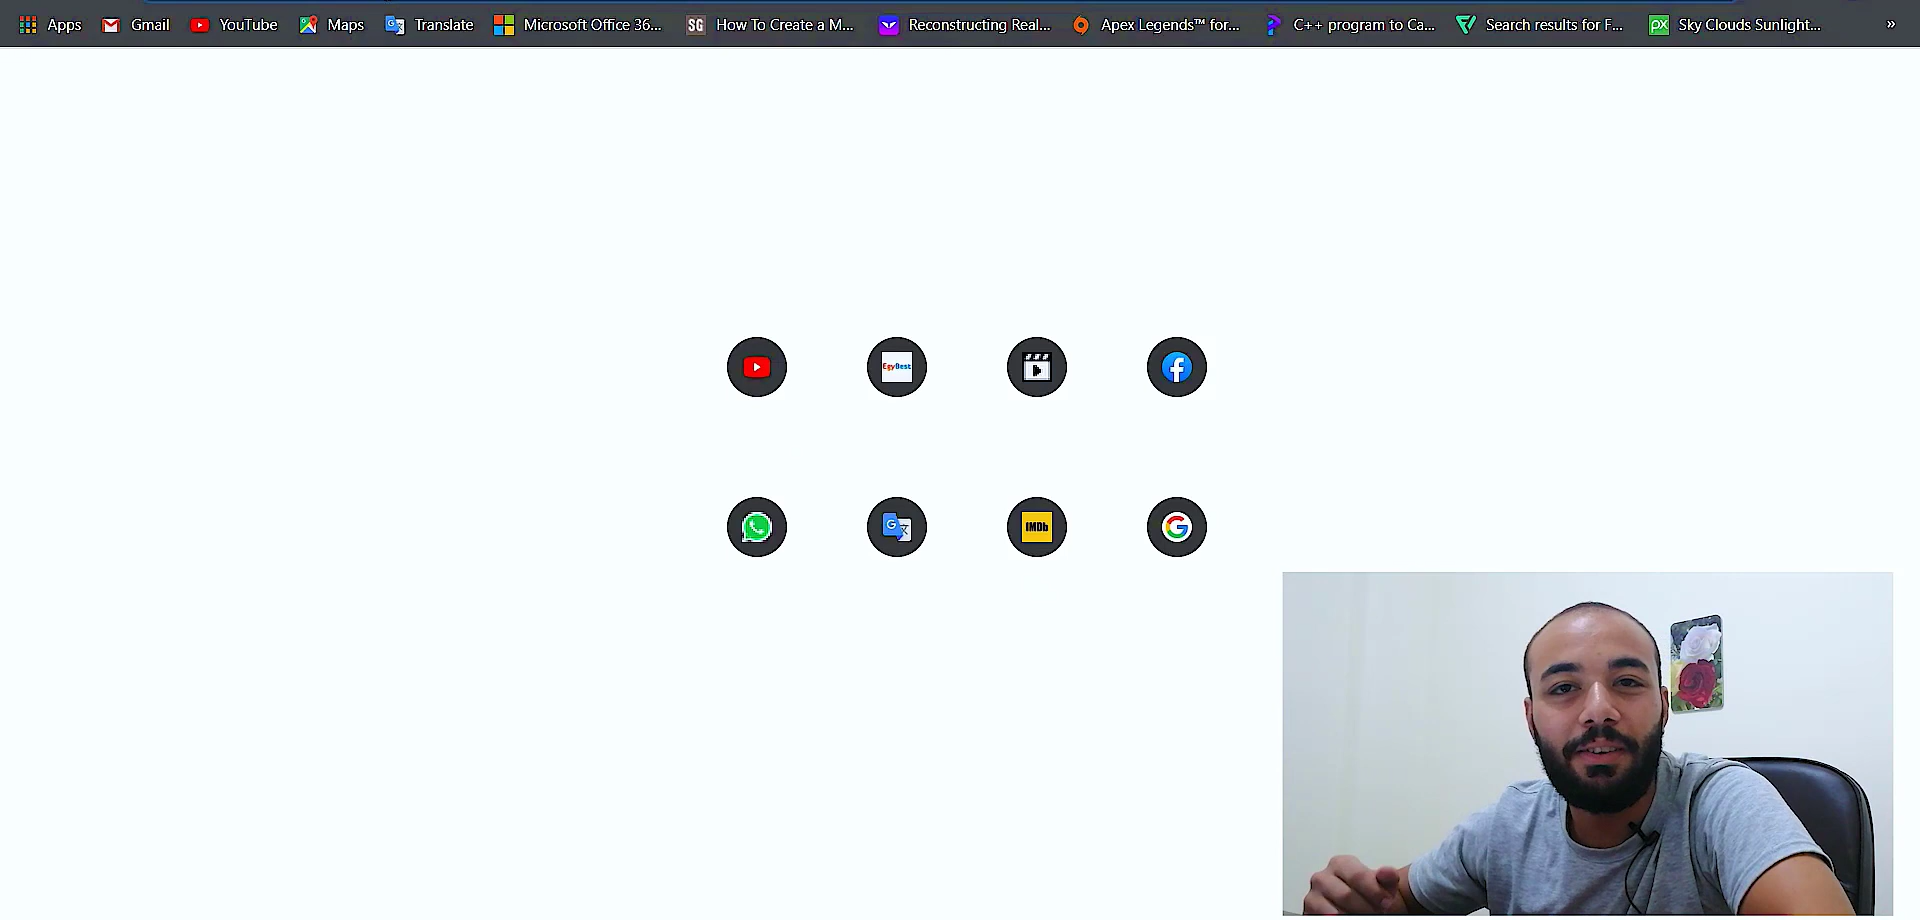 Apps Gmail YouTube Maps Translate Microsoft Office 36... How To Create a M... Reconstructing Real... Apex Legends™ for... C++ program to Ca... Search results for F... Sky Clouds Sunlight... »
EgyBest
IMDb